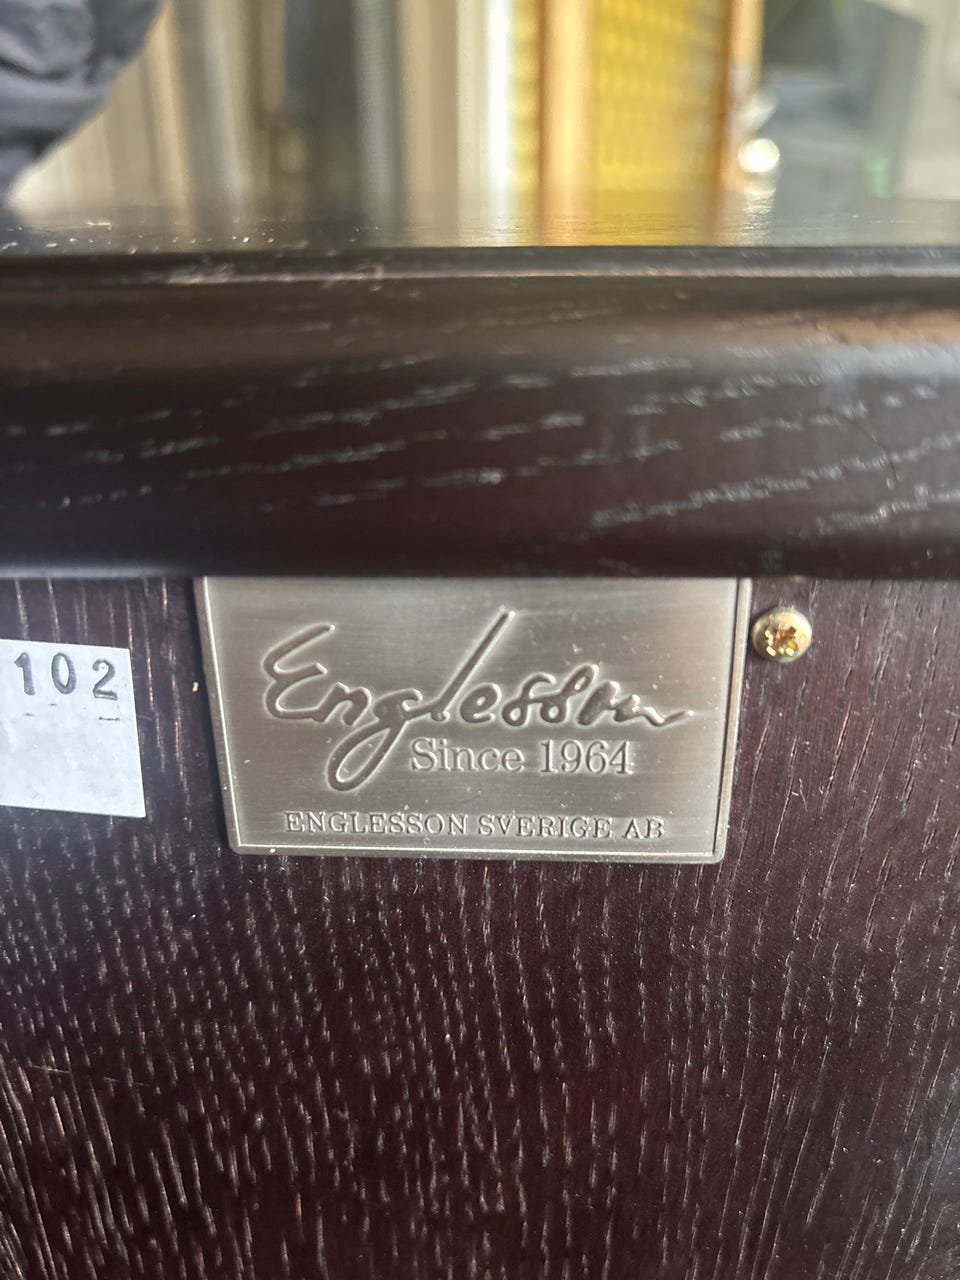 102
Englesson
Since 1964
ENGLESSON SVERIGE AB